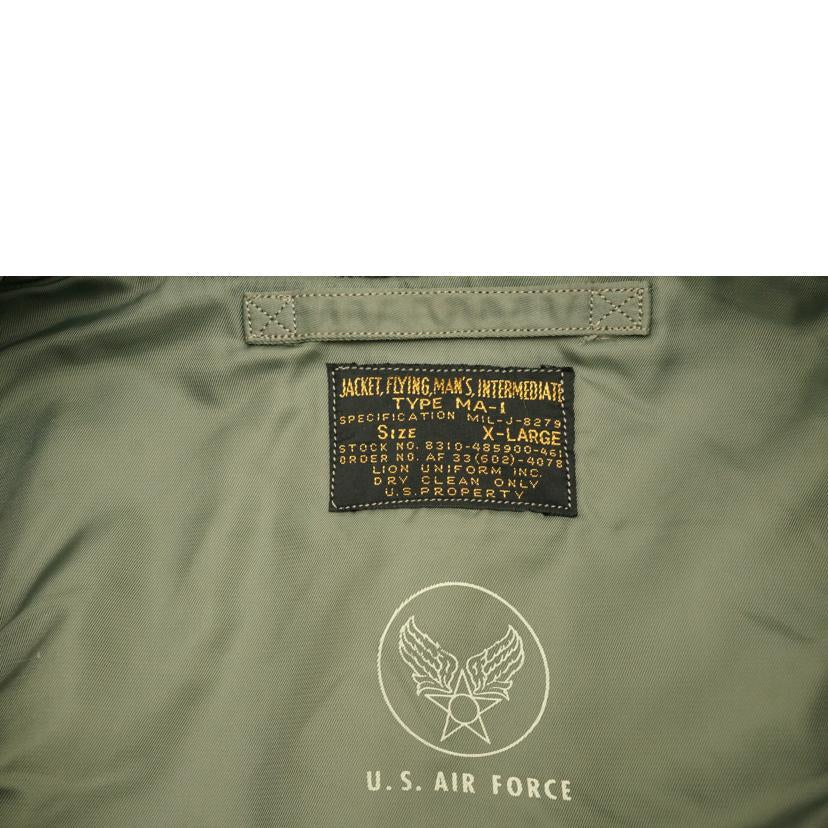 JACKET, FLYING, MAN'S, INTERMEDIATE
TYPE MA-1
SPECIFICATION MIL-J-8279
SIZE X-LARGE
STOCK NO. 8310-485900-461
ORDER NO. AF 33(602)-4078
LION UNIFORM INC.
DRY CLEAN ONLY
U.S.PROPERTY
U.S. AIR FORCE